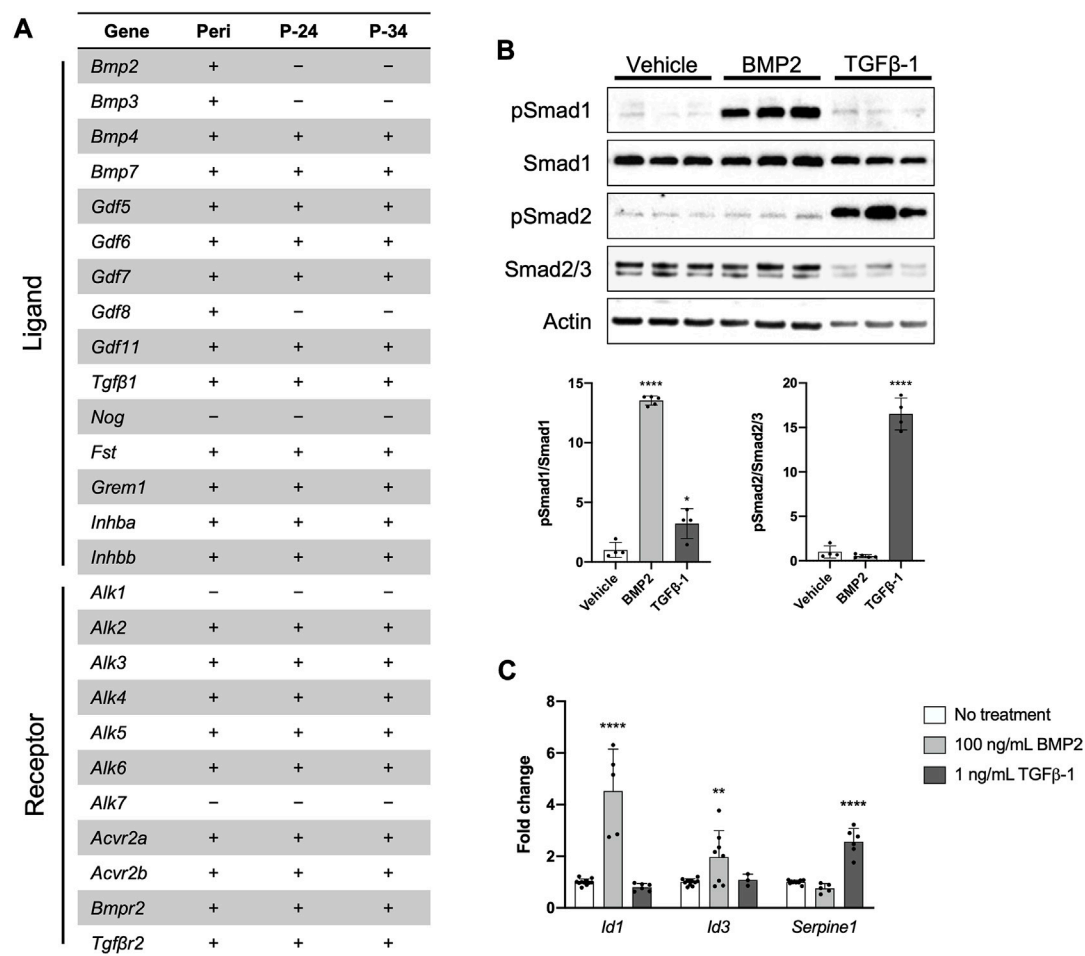 A
Gene Peri P-24 P-34
Ligand
Bmp2 + – –
Bmp3 + – –
Bmp4 + + +
Bmp7 + + +
Gdf5 + + +
Gdf6 + + +
Gdf7 + + +
Gdf8 + – –
Gdf11 + + +
Tgfβ1 + + +
Nog – – –
Fst + + +
Grem1 + + +
Inhba + + +
Inhbb + + +
Receptor
Alk1 – – –
Alk2 + + +
Alk3 + + +
Alk4 + + +
Alk5 + + +
Alk6 + + +
Alk7 – – –
Acvr2a + + +
Acvr2b + + +
Bmpr2 + + +
Tgfβr2 + + +
B
Vehicle BMP2 TGFβ-1
pSmad1
Smad1
pSmad2
Smad2/3
Actin
pSmad1/Smad1
15
10
5
0
****
*
Vehicle
BMP2
TGFβ-1
pSmad2/Smad2/3
20
15
10
5
0
****
Vehicle
BMP2
TGFβ-1
C
Fold change
8
6
4
2
0
****
**
****
Id1 Id3 Serpine1
No treatment
100 ng/mL BMP2
1 ng/mL TGFβ-1